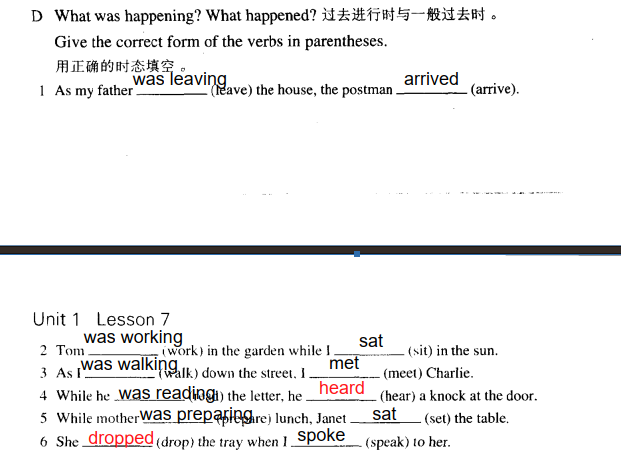 D What was happening? What happened? 过去进行时与一般过去时。
Give the correct form of the verbs in parentheses.
用正确的时态填空。
1 As my father was leaving (leave) the house, the postman arrived (arrive).
Unit 1 Lesson 7
2 Tom was working (work) in the garden while I sat (sit) in the sun.
3 As I was walking (walk) down the street, I met (meet) Charlie.
4 While he was reading (read) the letter, he heard (hear) a knock at the door.
5 While mother was preparing (prepare) lunch, Janet sat (set) the table.
6 She dropped (drop) the tray when I spoke (speak) to her.